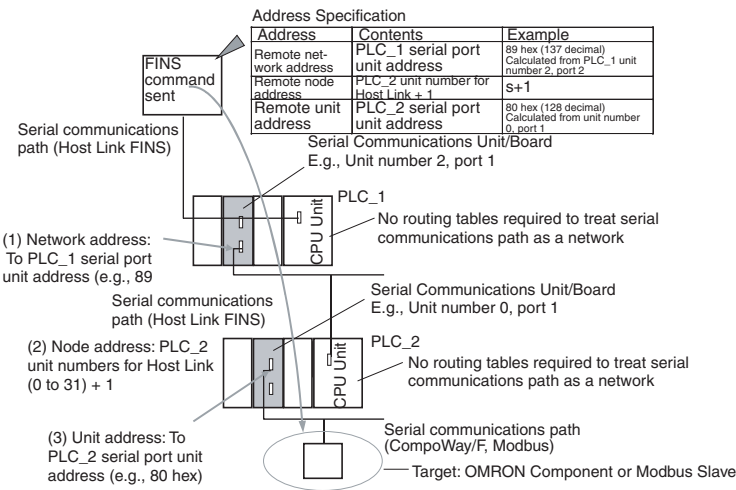 Address Specification
Address Contents Example
Remote net-
work address
PLC_1 serial port
unit address
89 hex (137 decimal)
Calculated from PLC_1 unit
number 2, port 2
Remote node
address
PLC_2 unit number for
Host Link + 1
s+1
Remote unit
address
PLC_2 serial port
unit address
80 hex (128 decimal)
Calculated from unit number
0, port 1
FINS
command
sent
Serial communications
path (Host Link FINS)
Serial Communications Unit/Board
E.g., Unit number 2, port 1
PLC_1
CPU Unit
No routing tables required to treat serial
communications path as a network
(1) Network address:
To PLC_1 serial port
unit address (e.g., 89
Serial communications
path (Host Link FINS)
Serial Communications Unit/Board
E.g., Unit number 0, port 1
(2) Node address: PLC_2
unit numbers for Host Link
(0 to 31) + 1
PLC_2
CPU Unit
No routing tables required to treat serial
communications path as a network
(3) Unit address: To
PLC_2 serial port unit
address (e.g., 80 hex)
Serial communications path
(CompoWay/F, Modbus)
Target: OMRON Component or Modbus Slave